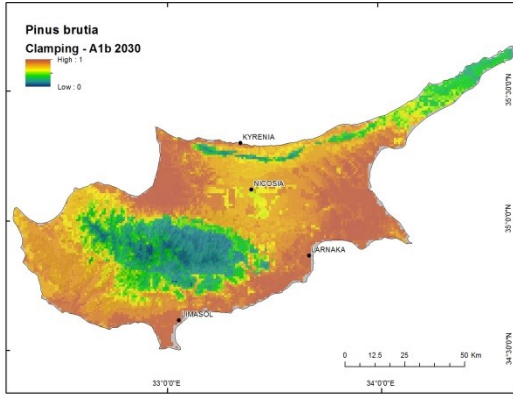 Pinus brutia
Clamping - A1b 2030
High : 1
Low : 0
KYRENIA
NICOSIA
LARNAKA
LIMASOL
35°30'0"N
35°0'0"N
34°30'0"N
0 12.5 25 50 Km
33°0'0"E 34°0'0"E